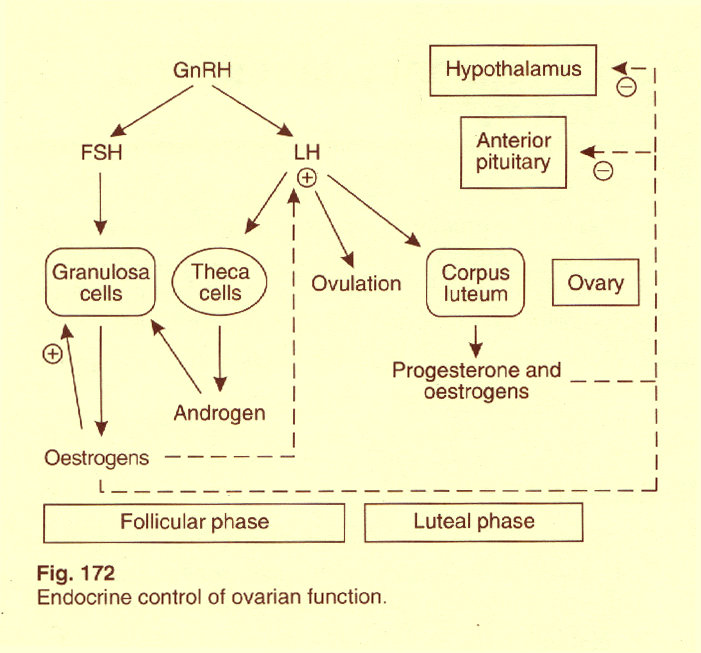 GnRH
Hypothalamus
⊖
FSH
LH
⊕
Anterior
pituitary
⊖
Granulosa
cells
Theca
cells
Ovulation
Corpus
luteum
Ovary
⊕
Androgen
Progesterone and
oestrogens
Oestrogens
Follicular phase
Luteal phase
Fig. 172
Endocrine control of ovarian function.